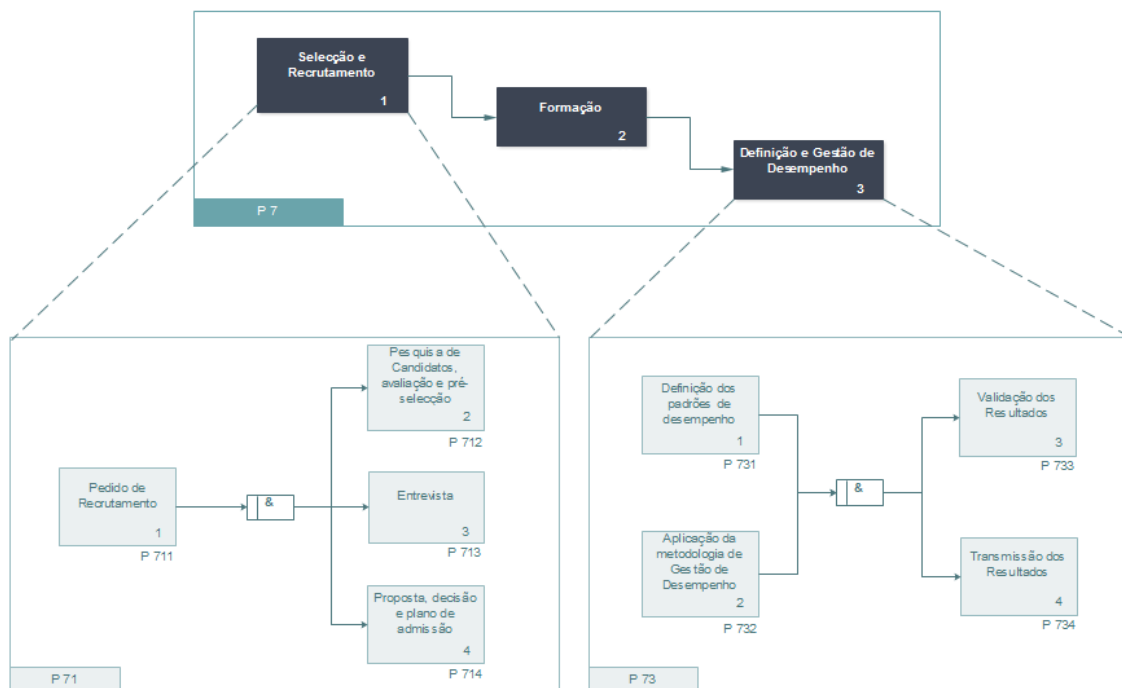 Selecção e
Recrutamento
1
Formação
2
Definição e Gestão de
Desempenho
3
P 7
Pedido de
Recrutamento
1
P 711
&
Pesquisa de
Candidatos,
avaliação e pré-
selecção
2
P 712
Entrevista
3
P 713
Proposta, decisão
e plano de
admissão
4
P 714
P 71
Definição dos
padrões de
desempenho
1
P 731
Aplicação da
metodologia de
Gestão de
Desempenho
2
P 732
&
Validação dos
Resultados
3
P 733
Transmissão dos
Resultados
4
P 734
P 73